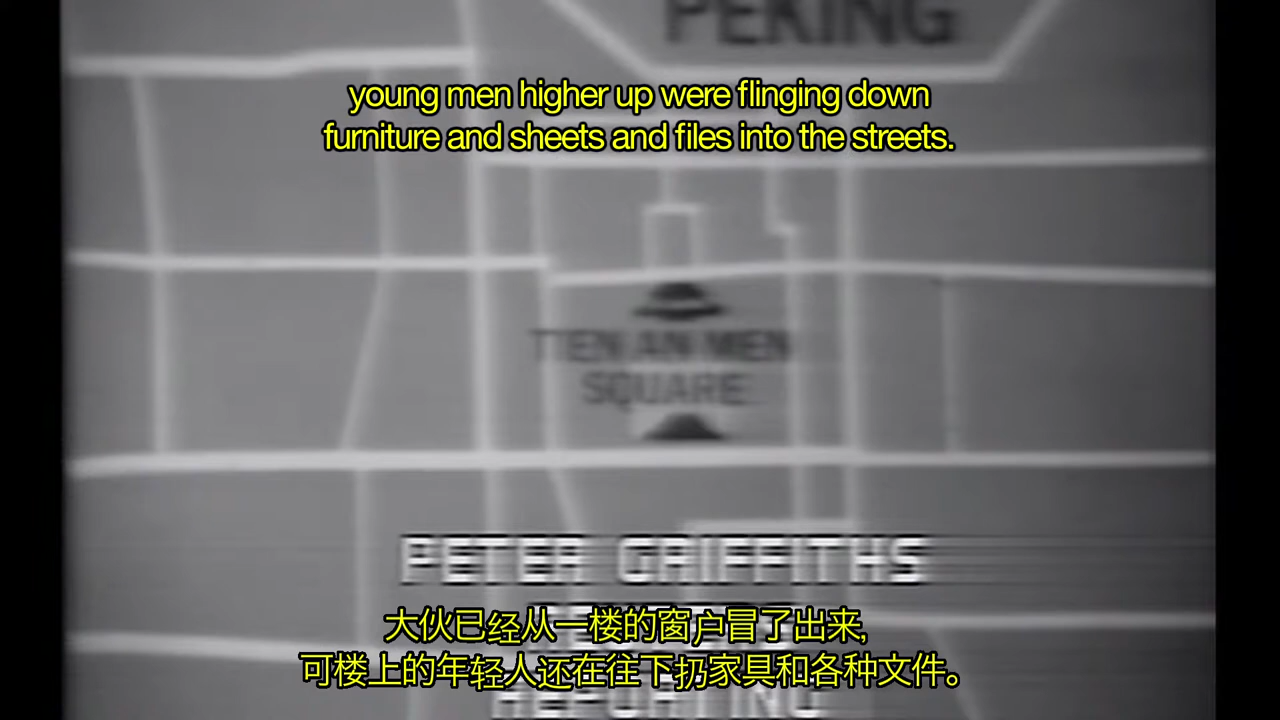 PEKING
young men higher up were flinging down
furniture and sheets and files into the streets.
TIEN AN MEN
SQUARE
PETER GRIFFITHS
大伙已经从一楼的窗户冒了出来,
可楼上的年轻人还在往下扔家具和各种文件。
REPORTING